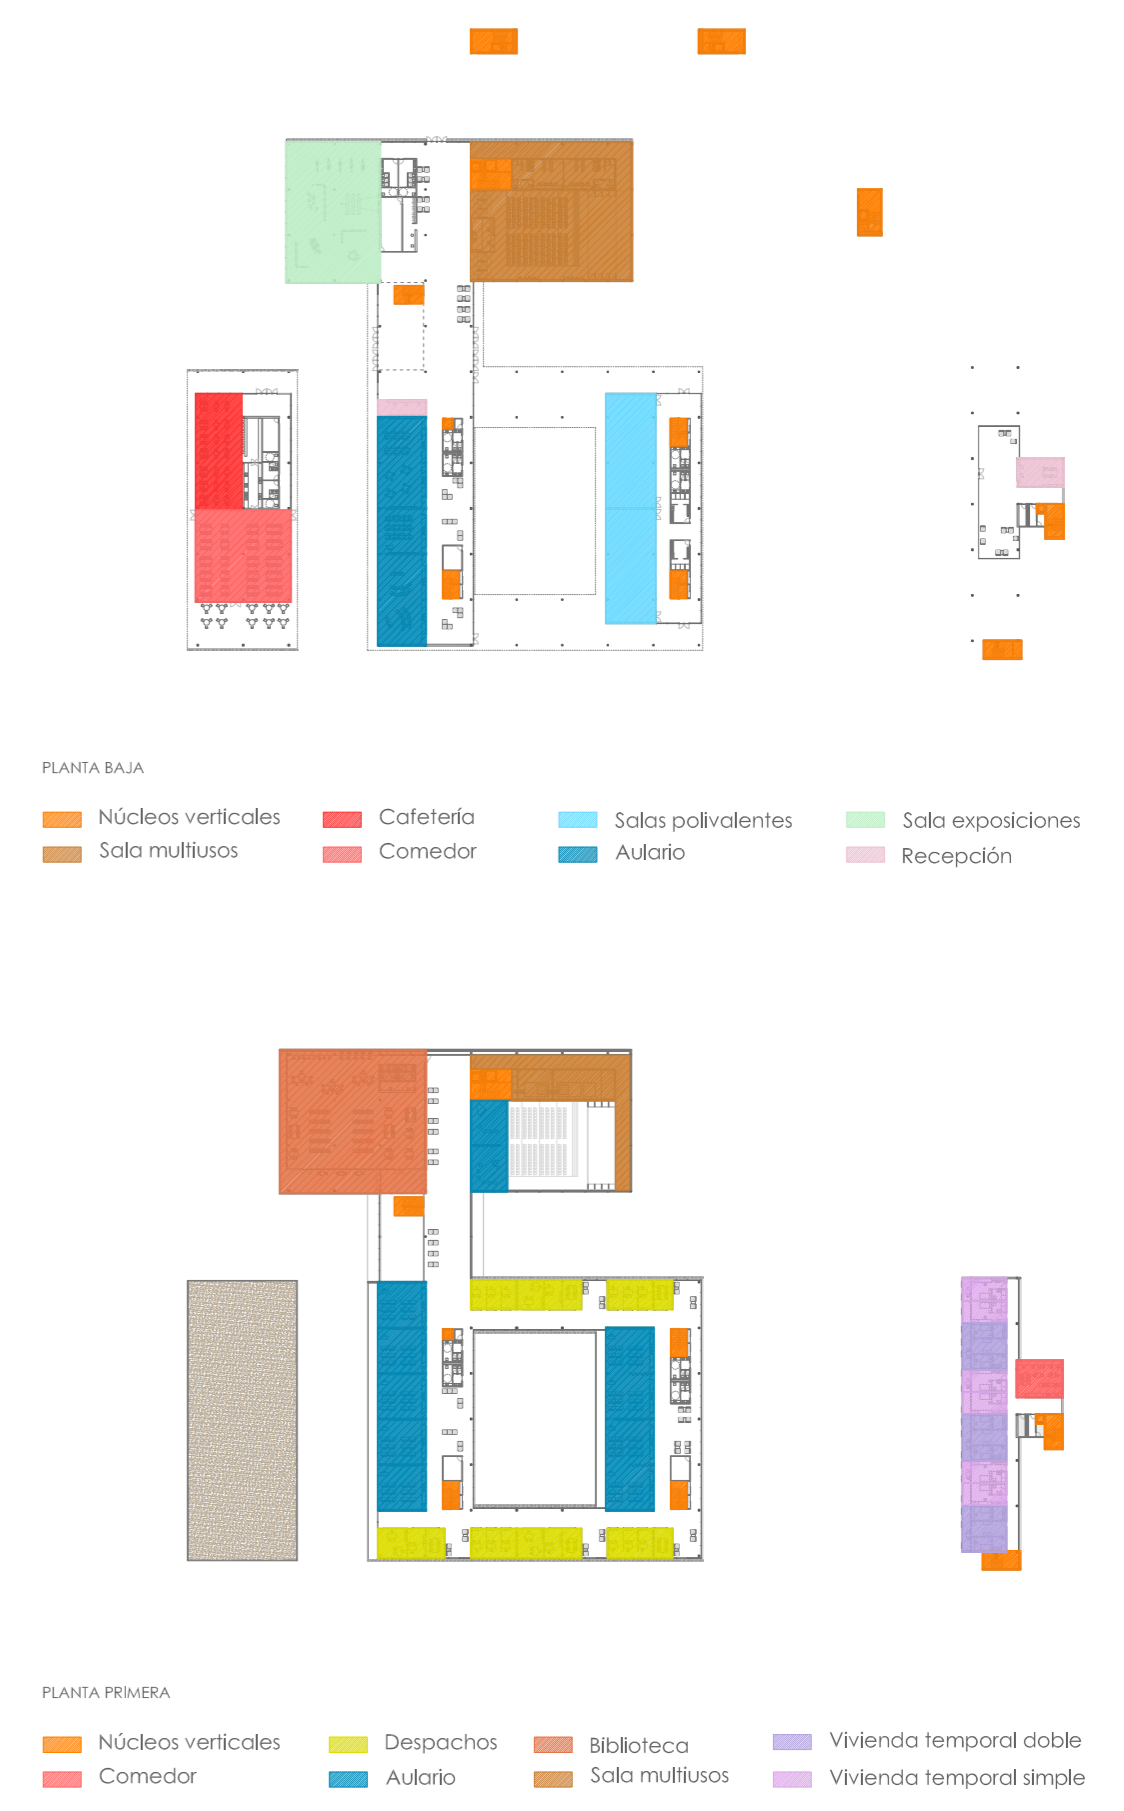 PLANTA BAJA
Núcleos verticales
Cafetería
Salas polivalentes
Sala exposiciones
Sala multiusos
Comedor
Aulario
Recepción
PLANTA PRIMERA
Núcleos verticales
Despachos
Biblioteca
Vivienda temporal doble
Comedor
Aulario
Sala multiusos
Vivienda temporal simple